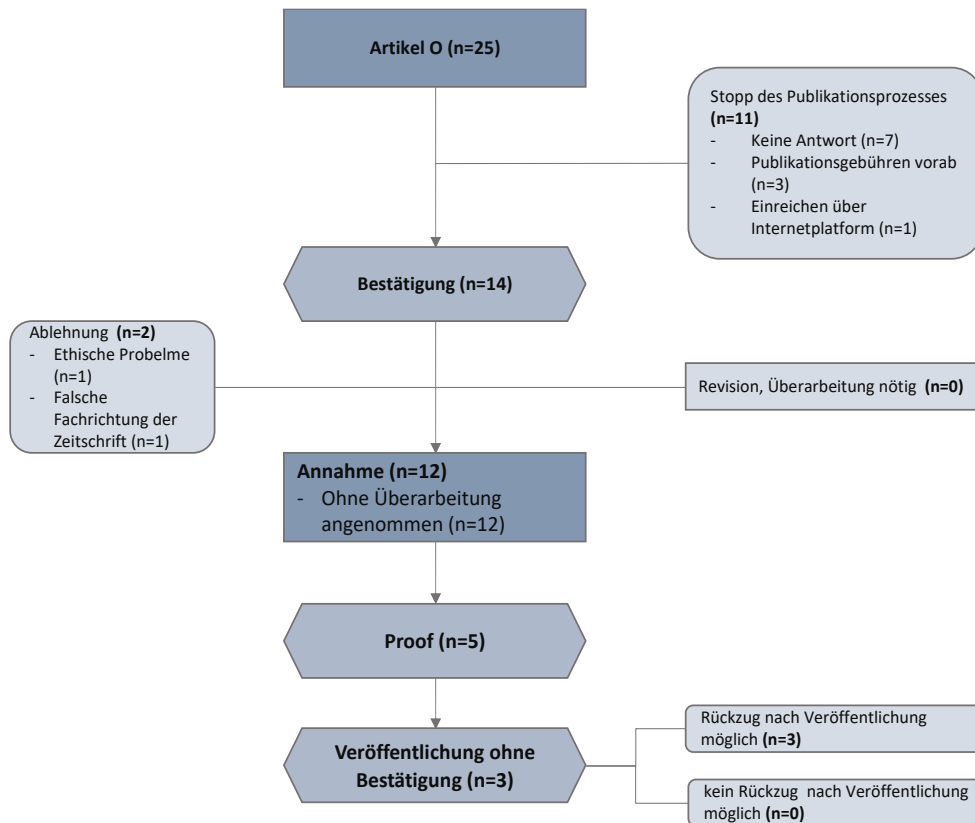 Artikel O (n=25)
Stopp des Publikationsprozesses
(n=11)
- Keine Antwort (n=7)
- Publikationsgebühren vorab
(n=3)
- Einreichen über
Internetplatform (n=1)
Bestätigung (n=14)
Ablehnung (n=2)
- Ethische Probelme
(n=1)
- Falsche
Fachrichtung der
Zeitschrift (n=1)
Revision, Überarbeitung nötig (n=0)
Annahme (n=12)
- Ohne Überarbeitung
angenommen (n=12)
Proof (n=5)
Veröffentlichung ohne
Bestätigung (n=3)
Rückzug nach Veröffentlichung
möglich (n=3)
kein Rückzug nach Veröffentlichung
möglich (n=0)